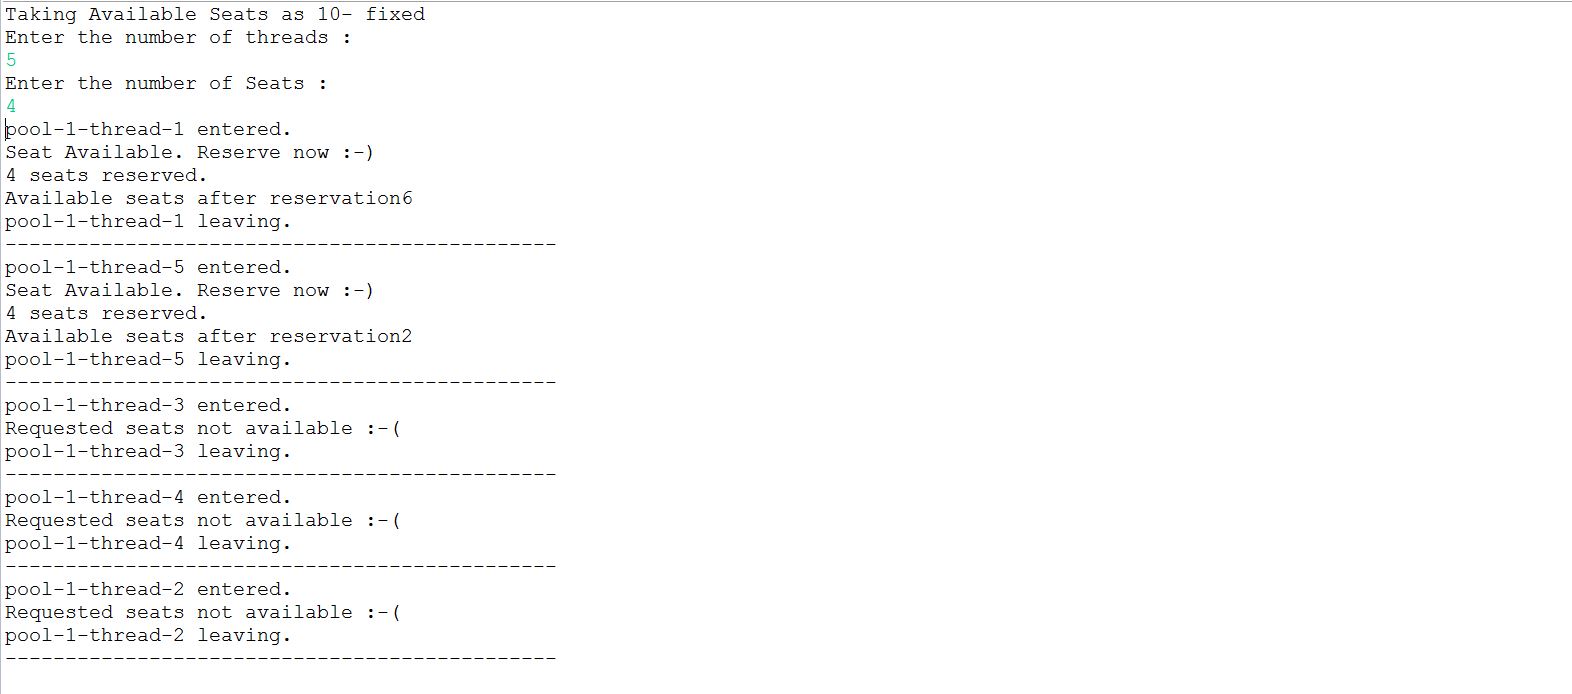 Taking Available Seats as 10- fixed
Enter the number of threads :
5
Enter the number of Seats :
4
pool-1-thread-1 entered.
Seat Available. Reserve now :-)
4 seats reserved.
Available seats after reservation6
pool-1-thread-1 leaving.
----------------------------------------------
pool-1-thread-5 entered.
Seat Available. Reserve now :-)
4 seats reserved.
Available seats after reservation2
pool-1-thread-5 leaving.
----------------------------------------------
pool-1-thread-3 entered.
Requested seats not available :-(
pool-1-thread-3 leaving.
----------------------------------------------
pool-1-thread-4 entered.
Requested seats not available :-(
pool-1-thread-4 leaving.
----------------------------------------------
pool-1-thread-2 entered.
Requested seats not available :-(
pool-1-thread-2 leaving.
----------------------------------------------